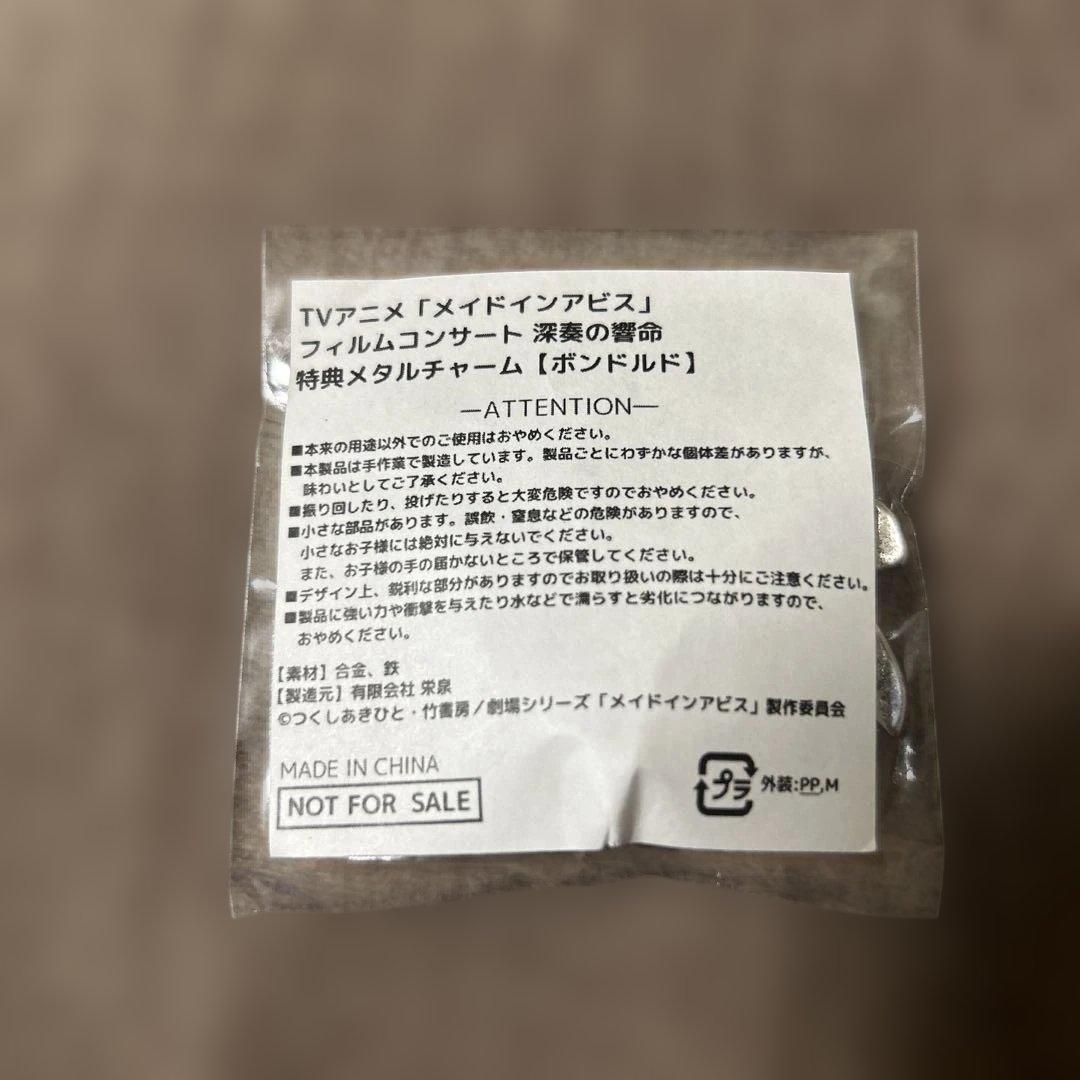 TVアニメ「メイドインアビス」
フィルムコンサート 深奏の響命
特典メタルチャーム【ボンドルド】
—ATTENTION—
■本来の用途以外でのご使用はおやめください。
■本製品は手作業で製造しています。製品ごとにわずかな個体差がありますが、
味わいとしてご了承ください。
■振り回したり、投げたりすると大変危険ですのでおやめください。
■小さな部品があります。誤飲・窒息などの危険がありますので、
小さなお子様には絶対に与えないでください。
また、お子様の手の届かないところで保管してください。
■デザイン上、鋭利な部分がありますのでお取り扱いの際は十分にご注意ください。
■製品に強い力や衝撃を与えたり水などで濡らすと劣化につながりますので、
おやめください。
【素材】合金、鉄
【製造元】有限会社 栄泉
©つくしあきひと・竹書房／劇場シリーズ「メイドインアビス」製作委員会
MADE IN CHINA
NOT FOR SALE
プラ 外装:PP,M